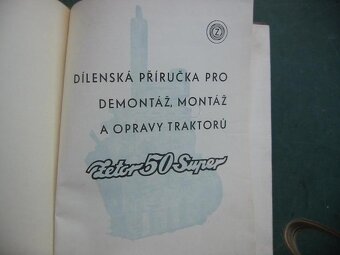 DÍLENSKÁ PŘÍRUČKA PRO
DEMONTÁŽ, MONTÁŽ
A OPRAVY TRAKTORŮ
Zetor 50 Super